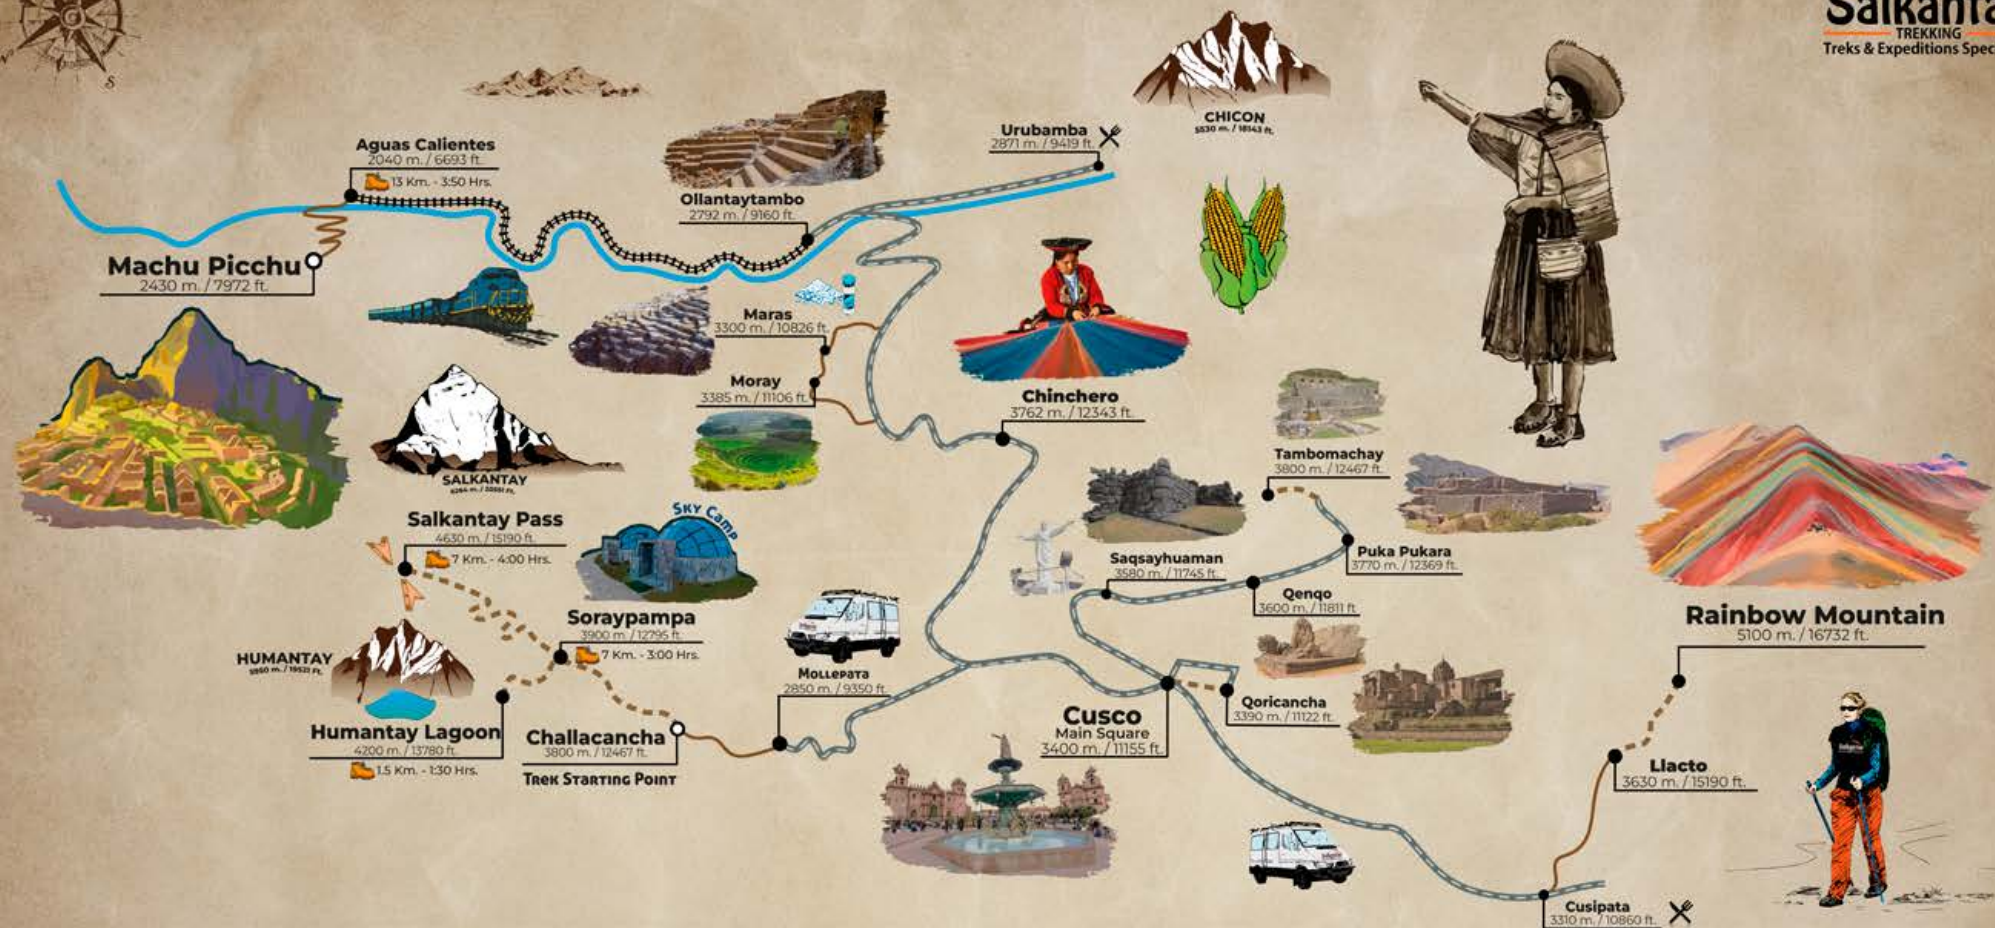 S
Salkanta
TREKKING
Treks & Expeditions Spec
CHICON
5530 m. / 18143 ft.
Aguas Calientes
2040 m. / 6693 ft.
13 Km. - 3:50 Hrs.
Urubamba
2871 m. / 9419 ft.
Ollantaytambo
2792 m. / 9160 ft.
Machu Picchu
2430 m. / 7972 ft.
Maras
3300 m. / 10826 ft.
Moray
3385 m. / 11106 ft.
Chinchero
3762 m. / 12343 ft.
SALKANTAY
Tambomachay
3800 m. / 12467 ft.
Salkantay Pass
4630 m. / 15190 ft.
7 Km. - 4:00 Hrs.
SKY Camp
Saqsayhuaman
3580 m. / 11745 ft.
Puka Pukara
3770 m. / 12369 ft.
Qenqo
3600 m. / 11811 ft
Soraypampa
3900 m. / 12795 ft.
7 Km. - 3:00 Hrs.
Rainbow Mountain
5100 m. / 16732 ft.
HUMANTAY
Mollepata
2850 m. / 9350 ft.
Humantay Lagoon
4200 m. / 13780 ft.
1.5 Km. - 1:30 Hrs.
Challacancha
3800 m. / 12467 ft.
Trek Starting Point
Qoricancha
3390 m. / 11122 ft.
Cusco
Main Square
3400 m. / 11155 ft.
Llacto
3630 m. / 15190 ft.
Cusipata
3310 m. / 10860 ft.